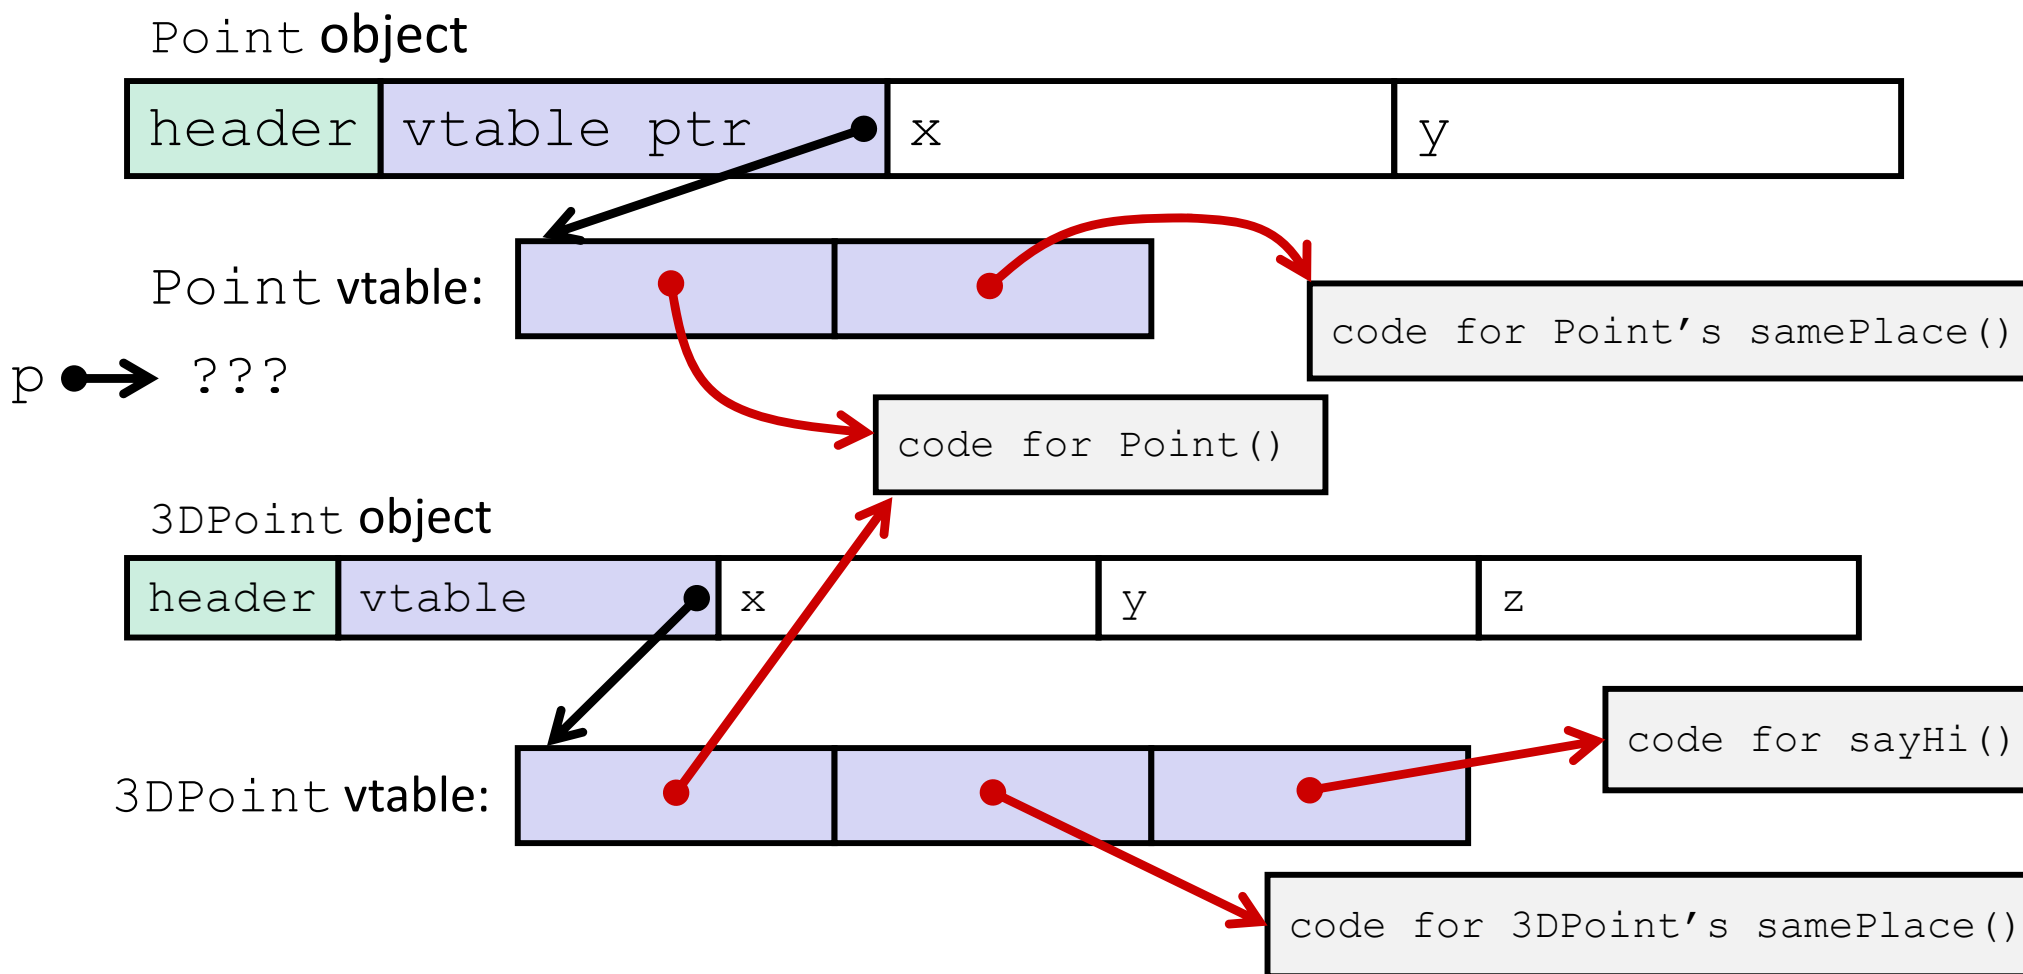 Point object
header vtable ptr x y
Point vtable:
code for Point’s samePlace()
p ???
code for Point()
3DPoint object
header vtable x y z
code for sayHi()
3DPoint vtable:
code for 3DPoint’s samePlace()